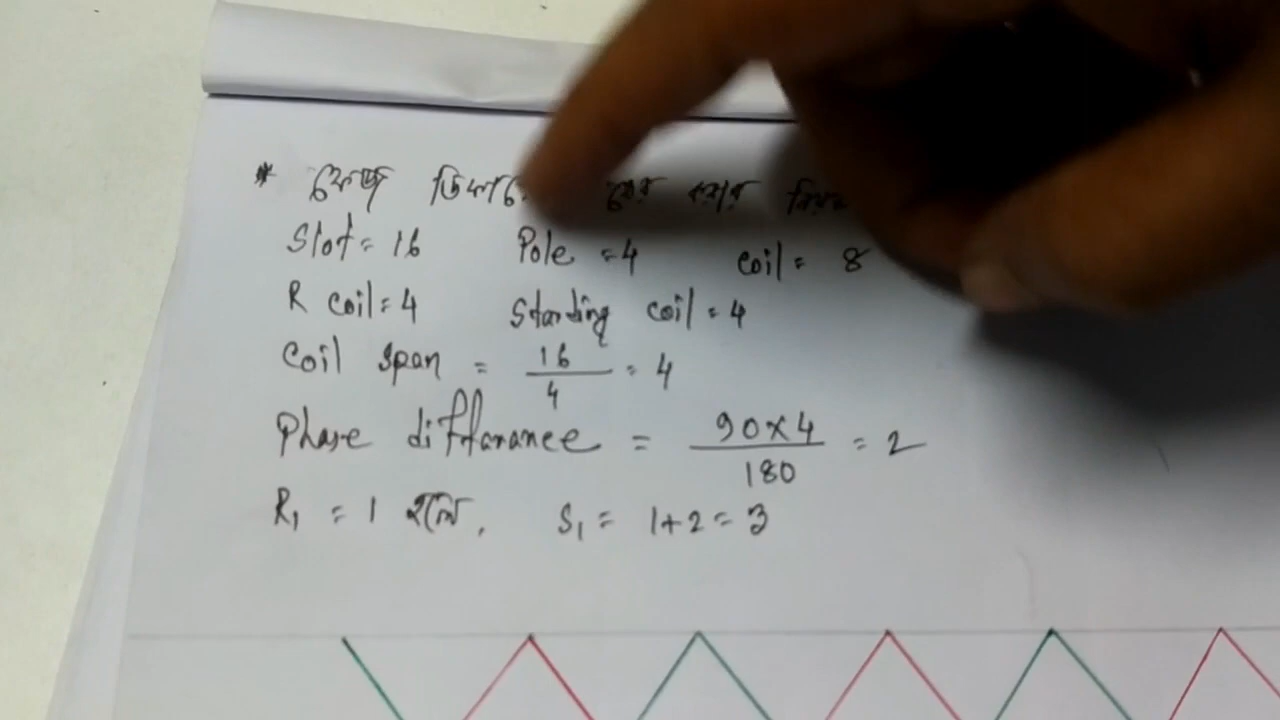 * 
Slot = 16 Pole = 4 coil = 8
R coil = 4 Starting coil = 4
Coil span = 16/4 = 4
Phase differance = 90×4/180 = 2
R₁ = 1 হলে, S₁ = 1+2 = 3